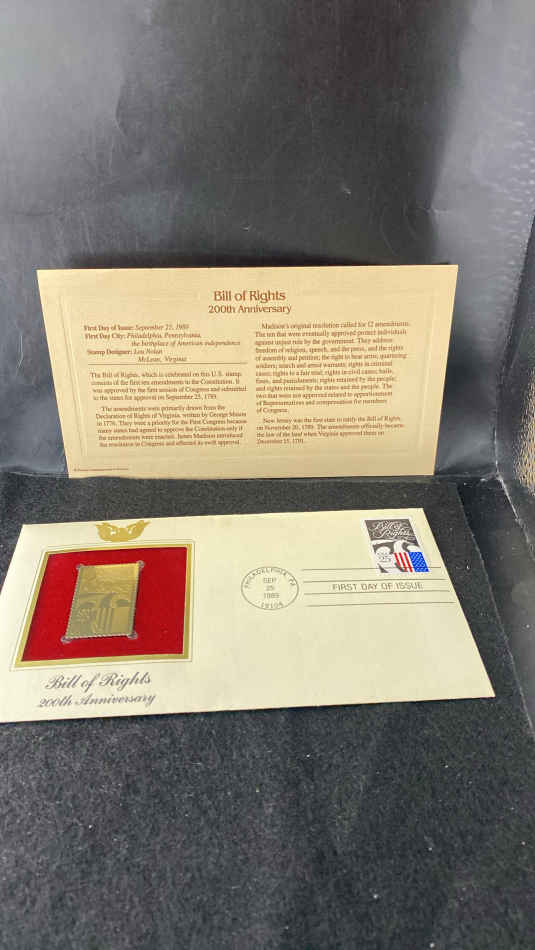 Bill of Rights
200th Anniversary
First Day of Issue: September 25, 1989
First Day City: Philadelphia, Pennsylvania,
the birthplace of American independence
Stamp Designer: Lou Nolan
McLean, Virginia
The Bill of Rights, which is celebrated on this U.S. stamp,
consists of the first ten amendments to the Constitution. It
was approved by the first session of Congress and submitted
to the states for approval on September 25, 1789.
The amendments were primarily drawn from the
Declaration of Rights of Virginia, written by George Mason
in 1776. They were a priority for the First Congress because
many states had agreed to approve the Constitution only if
the amendments were enacted. James Madison introduced
the resolution in Congress and effected its swift approval.
Madison's original resolution called for 12 amendments.
The ten that were eventually approved protect individuals
against unjust rule by the government. They address:
freedom of religion, speech, and the press, and the rights
of assembly and petition; the right to bear arms; quartering
soldiers; search and arrest warrants; rights in criminal
cases; rights to a fair trial; rights in civil cases; bails,
fines, and punishments; rights retained by the people;
and rights retained by the states and the people. The
two that were not approved related to apportionment
of Representatives and compensation for members
of Congress.
New Jersey was the first state to ratify the Bill of Rights,
on November 20, 1789. The amendments officially became
the law of the land when Virginia approved them on
December 15, 1791.
Bill of
Rights
25
PHILADELPHIA, PA
SEP
25
1989
19104
FIRST DAY OF ISSUE
Bill of Rights
200th Anniversary